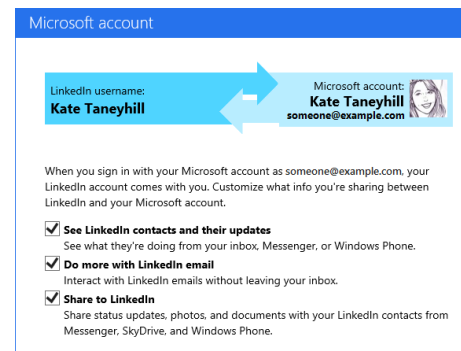 Microsoft account
LinkedIn username:
Kate Taneyhill
Microsoft account:
Kate Taneyhill
someone@example.com
When you sign in with your Microsoft account as someone@example.com, your
LinkedIn account comes with you. Customize what info you're sharing between
LinkedIn and your Microsoft account.
See LinkedIn contacts and their updates
See what they're doing from your inbox, Messenger, or Windows Phone.
Do more with LinkedIn email
Interact with LinkedIn emails without leaving your inbox.
Share to LinkedIn
Share status updates, photos, and documents with your LinkedIn contacts from
Messenger, SkyDrive, and Windows Phone.